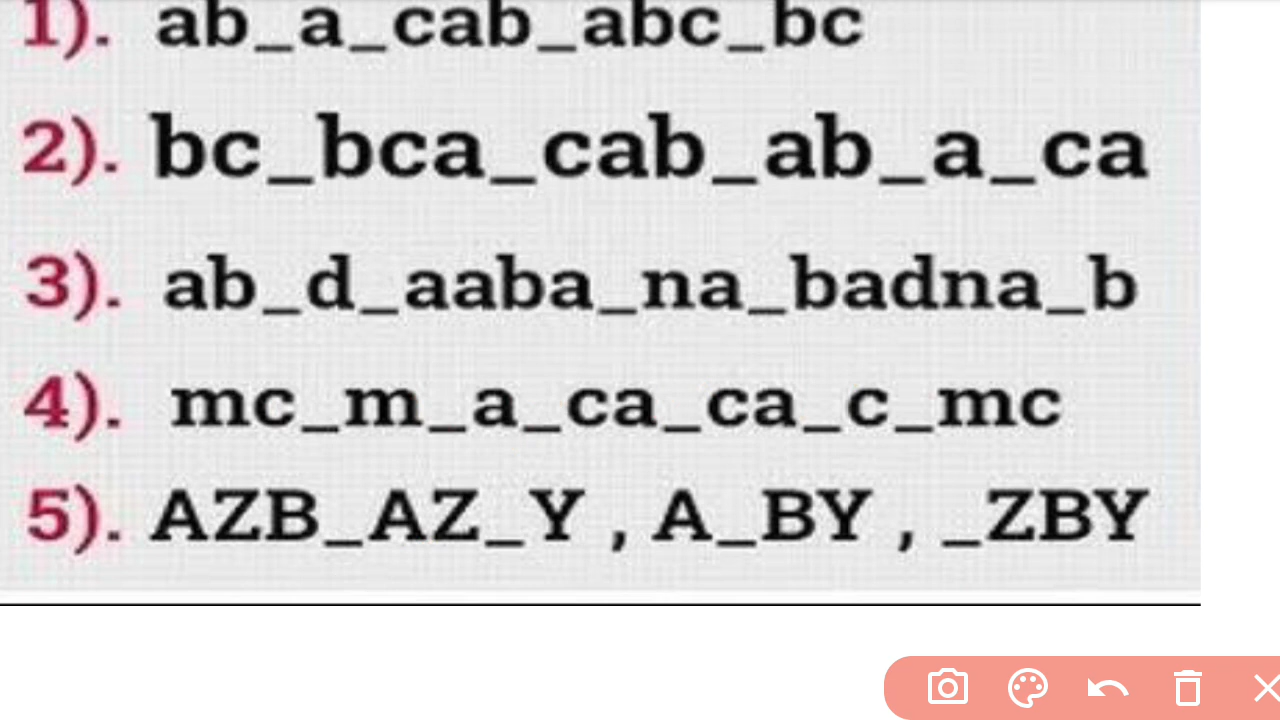 1). ab_a_cab_abc_bc
2). bc_bca_cab_ab_a_ca
3). ab_d_aaba_na_badna_b
4). mc_m_a_ca_ca_c_mc
5). AZB_AZ_Y , A_BY , _ZBY